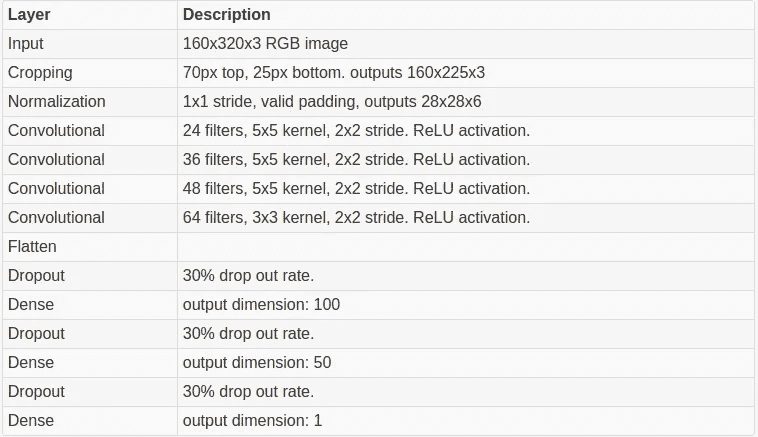 Layer Description
Input 160x320x3 RGB image
Cropping 70px top, 25px bottom. outputs 160x225x3
Normalization 1x1 stride, valid padding, outputs 28x28x6
Convolutional 24 filters, 5x5 kernel, 2x2 stride. ReLU activation.
Convolutional 36 filters, 5x5 kernel, 2x2 stride. ReLU activation.
Convolutional 48 filters, 5x5 kernel, 2x2 stride. ReLU activation.
Convolutional 64 filters, 3x3 kernel, 2x2 stride. ReLU activation.
Flatten
Dropout 30% drop out rate.
Dense output dimension: 100
Dropout 30% drop out rate.
Dense output dimension: 50
Dropout 30% drop out rate.
Dense output dimension: 1